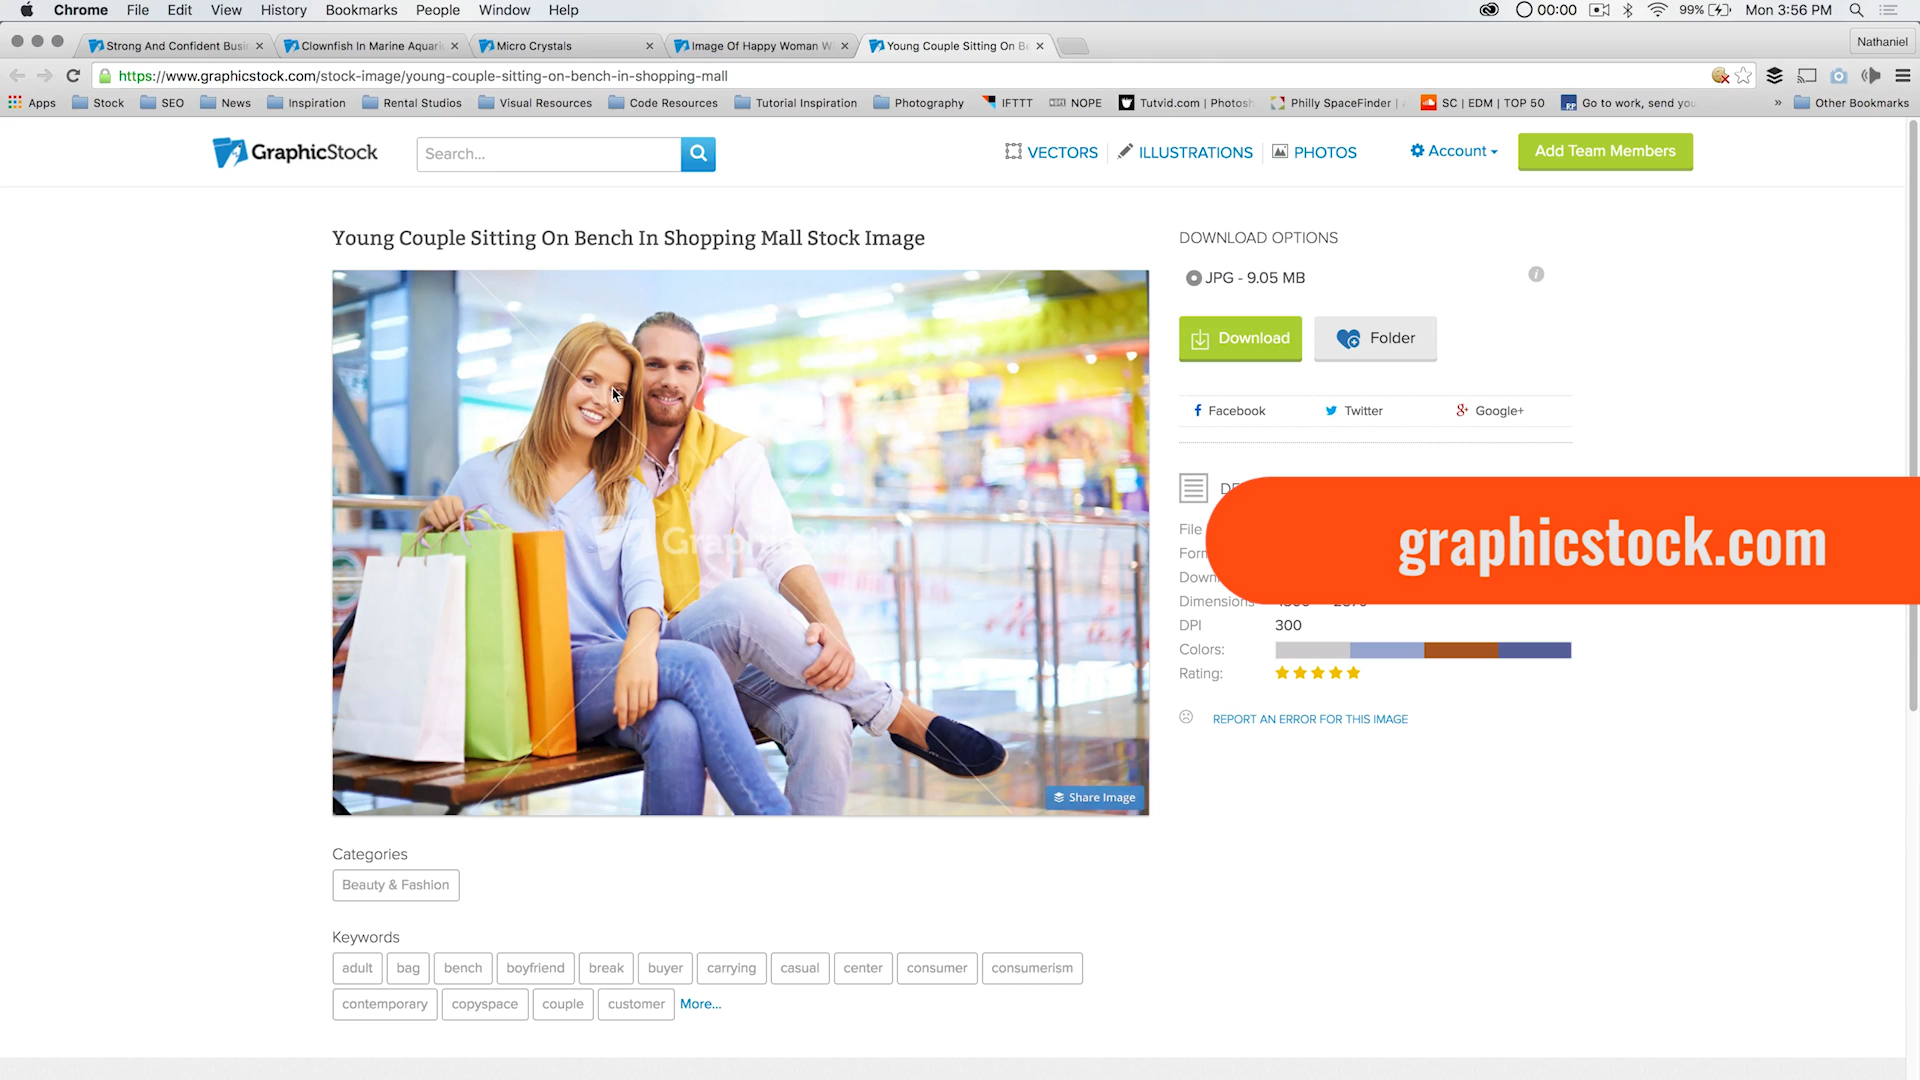 Chrome File Edit View History Bookmarks People Window Help
00:00 99% Mon 3:56 PM
Strong And Confident Busi
Clownfish In Marine Aquari
Micro Crystals
Image Of Happy Woman W
Young Couple Sitting On Be
Nathaniel
https://www.graphicstock.com/stock-image/young-couple-sitting-on-bench-in-shopping-mall
Apps Stock SEO News Inspiration Rental Studios Visual Resources Code Resources Tutorial Inspiration Photography IFTTT NOPE Tutvid.com | Photosh Philly SpaceFinder | SC | EDM | TOP 50 Go to work, send you » Other Bookmarks
GraphicStock
Search...
VECTORS
ILLUSTRATIONS
PHOTOS
Account
Add Team Members
Young Couple Sitting On Bench In Shopping Mall Stock Image
DOWNLOAD OPTIONS
JPG - 9.05 MB
Download
Folder
Facebook
Twitter
Google+
File
graphicstock.com
Dimensions
DPI 300
Colors:
Rating:
REPORT AN ERROR FOR THIS IMAGE
GraphicStock
Share Image
Categories
Beauty & Fashion
Keywords
adult bag bench boyfriend break buyer carrying casual center consumer consumerism
contemporary copyspace couple customer More...